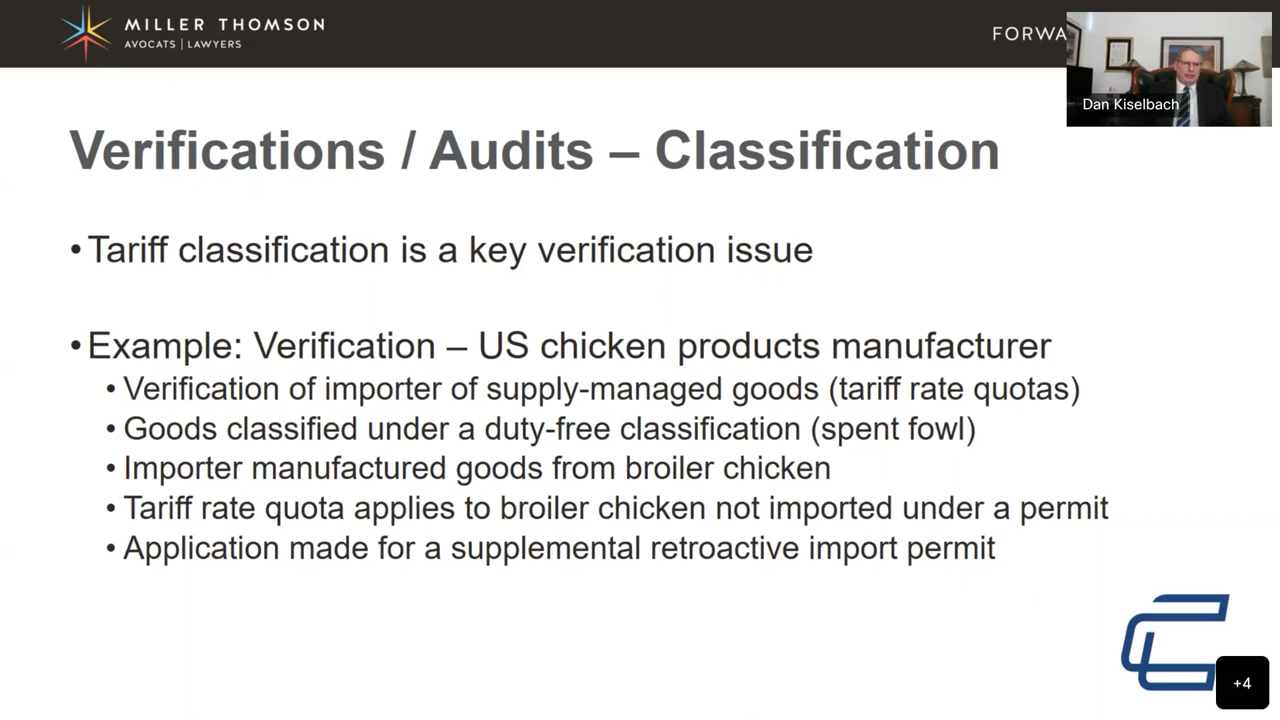 MILLER THOMSON
AVOCATS | LAWYERS
FORWA
Dan Kiselbach
Verifications / Audits – Classification
• Tariff classification is a key verification issue
• Example: Verification – US chicken products manufacturer
• Verification of importer of supply-managed goods (tariff rate quotas)
• Goods classified under a duty-free classification (spent fowl)
• Importer manufactured goods from broiler chicken
• Tariff rate quota applies to broiler chicken not imported under a permit
• Application made for a supplemental retroactive import permit
+4